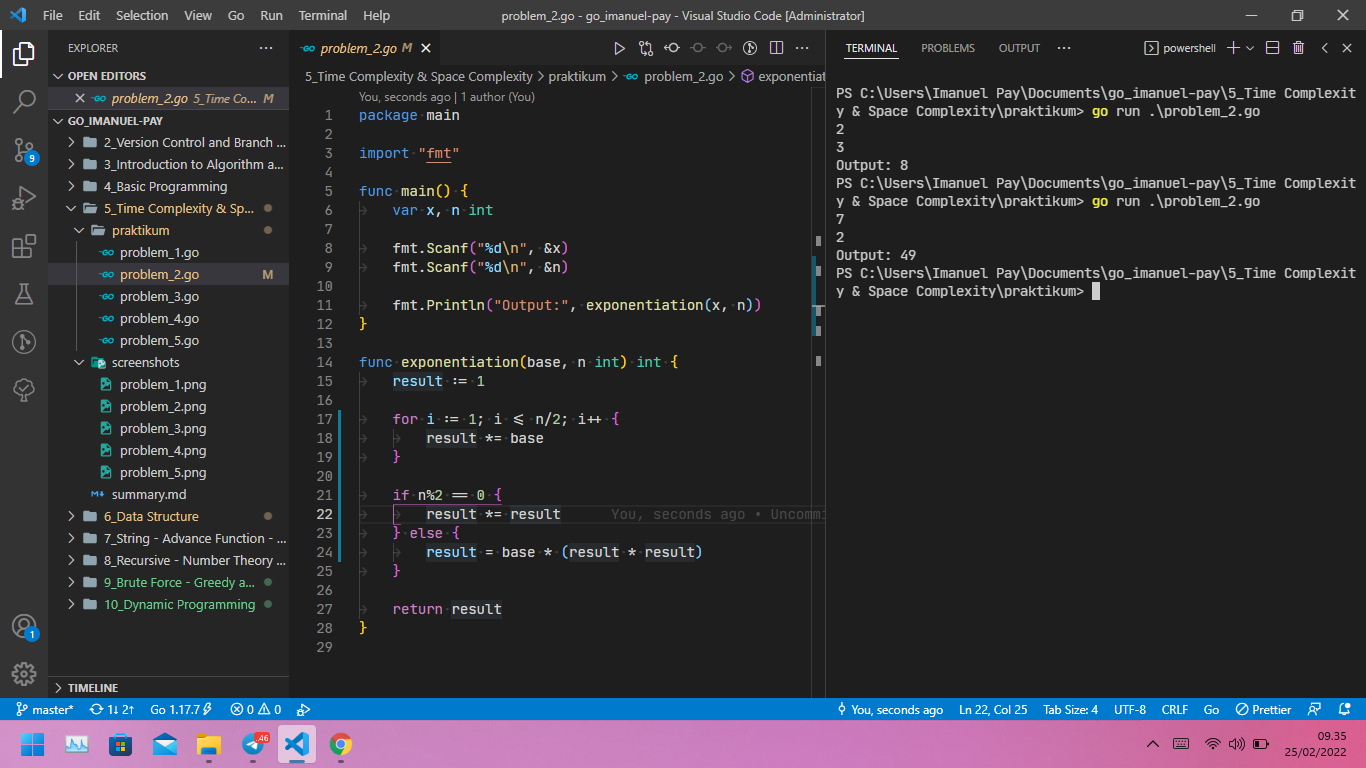 File Edit Selection View Go Run Terminal Help
problem_2.go - go_imanuel-pay - Visual Studio Code [Administrator]
EXPLORER
OPEN EDITORS
problem_2.go 5_Time Co... M
GO_IMANUEL-PAY
2_Version Control and Branch ...
3_Introduction to Algorithm a...
4_Basic Programming
5_Time Complexity & Sp...
praktikum
problem_1.go
problem_2.go M
problem_3.go
problem_4.go
problem_5.go
screenshots
problem_1.png
problem_2.png
problem_3.png
problem_4.png
problem_5.png
summary.md
6_Data Structure
7_String - Advance Function - ...
8_Recursive - Number Theory ...
9_Brute Force - Greedy a...
10_Dynamic Programming
TIMELINE
9
1
problem_2.go M
5_Time Complexity & Space Complexity > praktikum > problem_2.go > exponentiat
You, seconds ago | 1 author (You)
1 package main
2
3 import "fmt"
4
5 func main() {
6 var x, n int
7
8 fmt.Scanf("%d\n", &x)
9 fmt.Scanf("%d\n", &n)
10
11 fmt.Println("Output:", exponentiation(x, n))
12 }
13
14 func exponentiation(base, n int) int {
15 result := 1
16
17 for i := 1; i <= n/2; i++ {
18 result *= base
19 }
20
21 if n%2 == 0 {
22 result *= result You, seconds ago • Uncommi
23 } else {
24 result = base * (result * result)
25 }
26
27 return result
28 }
29
TERMINAL PROBLEMS OUTPUT
powershell
PS C:\Users\Imanuel Pay\Documents\go_imanuel-pay\5_Time Complexit
y & Space Complexity\praktikum> go run .\problem_2.go
2
3
Output: 8
PS C:\Users\Imanuel Pay\Documents\go_imanuel-pay\5_Time Complexit
y & Space Complexity\praktikum> go run .\problem_2.go
7
2
Output: 49
PS C:\Users\Imanuel Pay\Documents\go_imanuel-pay\5_Time Complexit
y & Space Complexity\praktikum>
master* 1↓ 2↑ Go 1.17.7 0 0
You, seconds ago Ln 22, Col 25 Tab Size: 4 UTF-8 CRLF Go Prettier
46
09.35
25/02/2022